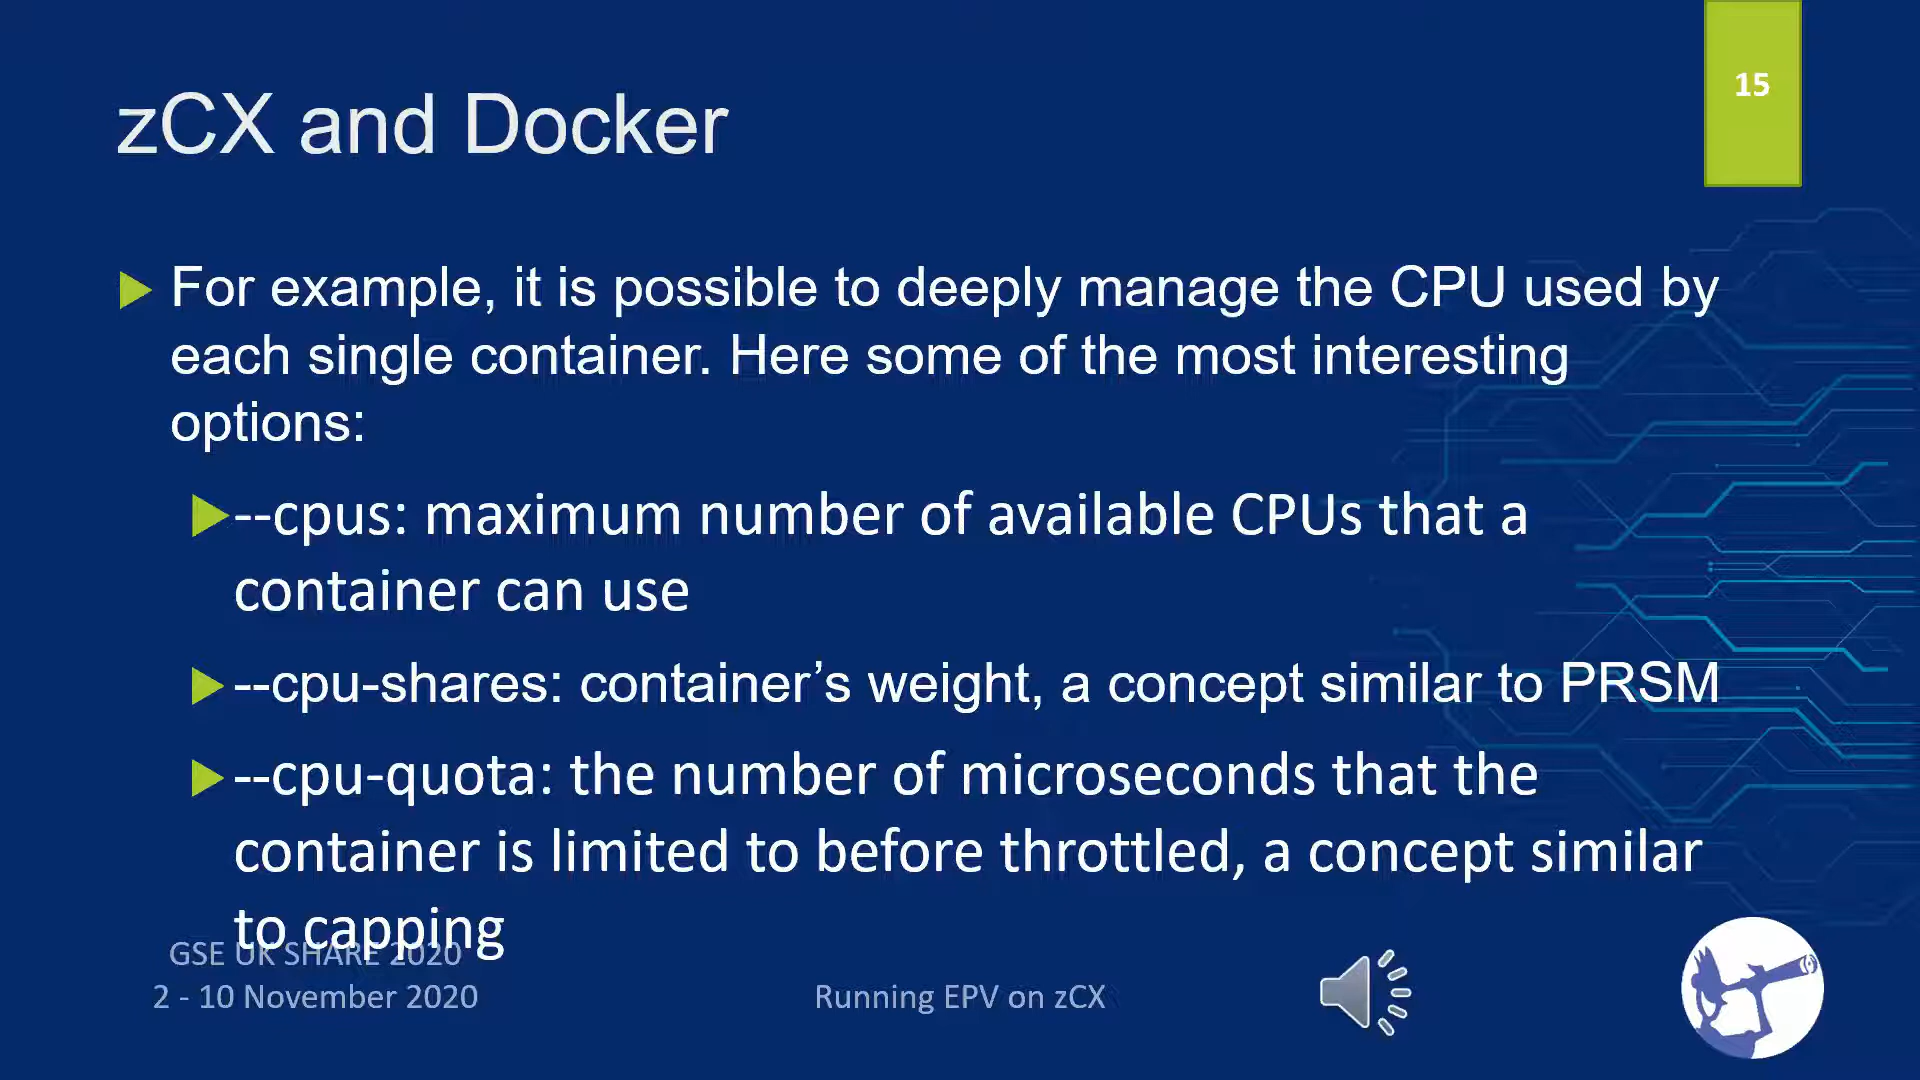 15
zCX and Docker
For example, it is possible to deeply manage the CPU used by
each single container. Here some of the most interesting
options:
--cpus: maximum number of available CPUs that a
container can use
--cpu-shares: container’s weight, a concept similar to PRSM
--cpu-quota: the number of microseconds that the
container is limited to before throttled, a concept similar
to capping
GSE UK SHARE 2020
2 - 10 November 2020
Running EPV on zCX